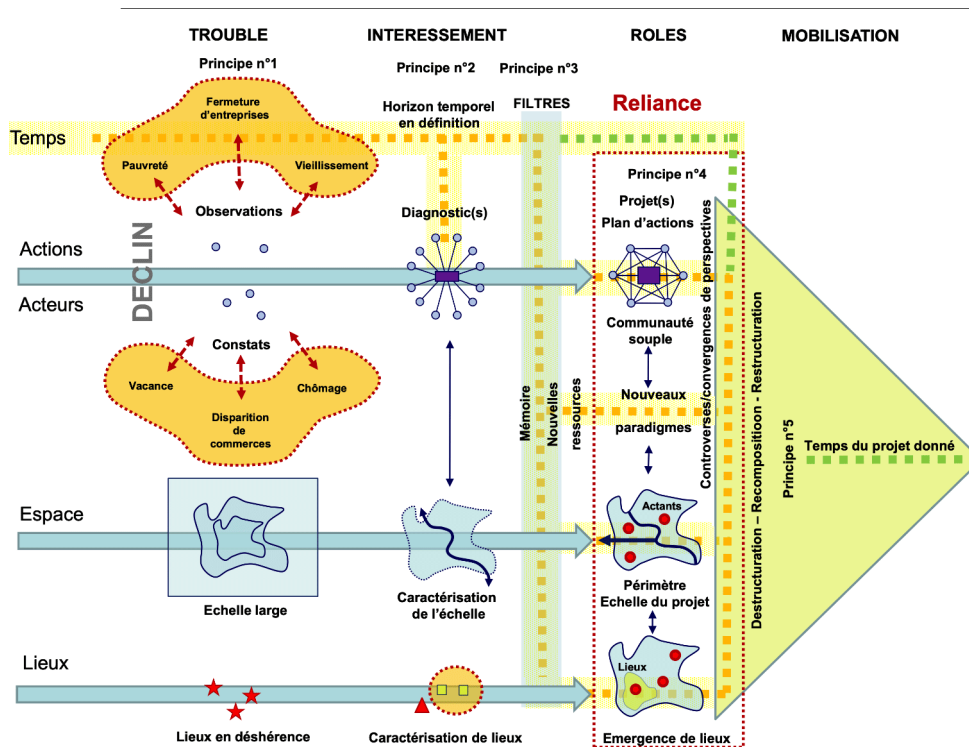 TROUBLE
INTERESSEMENT
ROLES
MOBILISATION
Principe n°1
Principe n°2
Principe n°3
Fermeture
d'entreprises
Horizon temporel
en définition
FILTRES
Reliance
Temps
Pauvreté
Vieillissement
Principe n°4
Observations
Diagnostic(s)
Projet(s)
Plan d'actions
DECLIN
Actions
Acteurs
Constats
Communauté
souple
Vacance
Chômage
Disparition de
commerces
Mémoire
Nouvelles
ressources
Nouveaux
paradigmes
Controverses/convergences de perspectives
Destructuration – Recompositioon - Restructuration
Principe n°5
Temps du projet donné
Espace
Actants
Echelle large
Caractérisation
de l'échelle
Périmètre
Echelle du projet
Lieux
Lieux
Lieux en déshérence
Caractérisation de lieux
Emergence de lieux